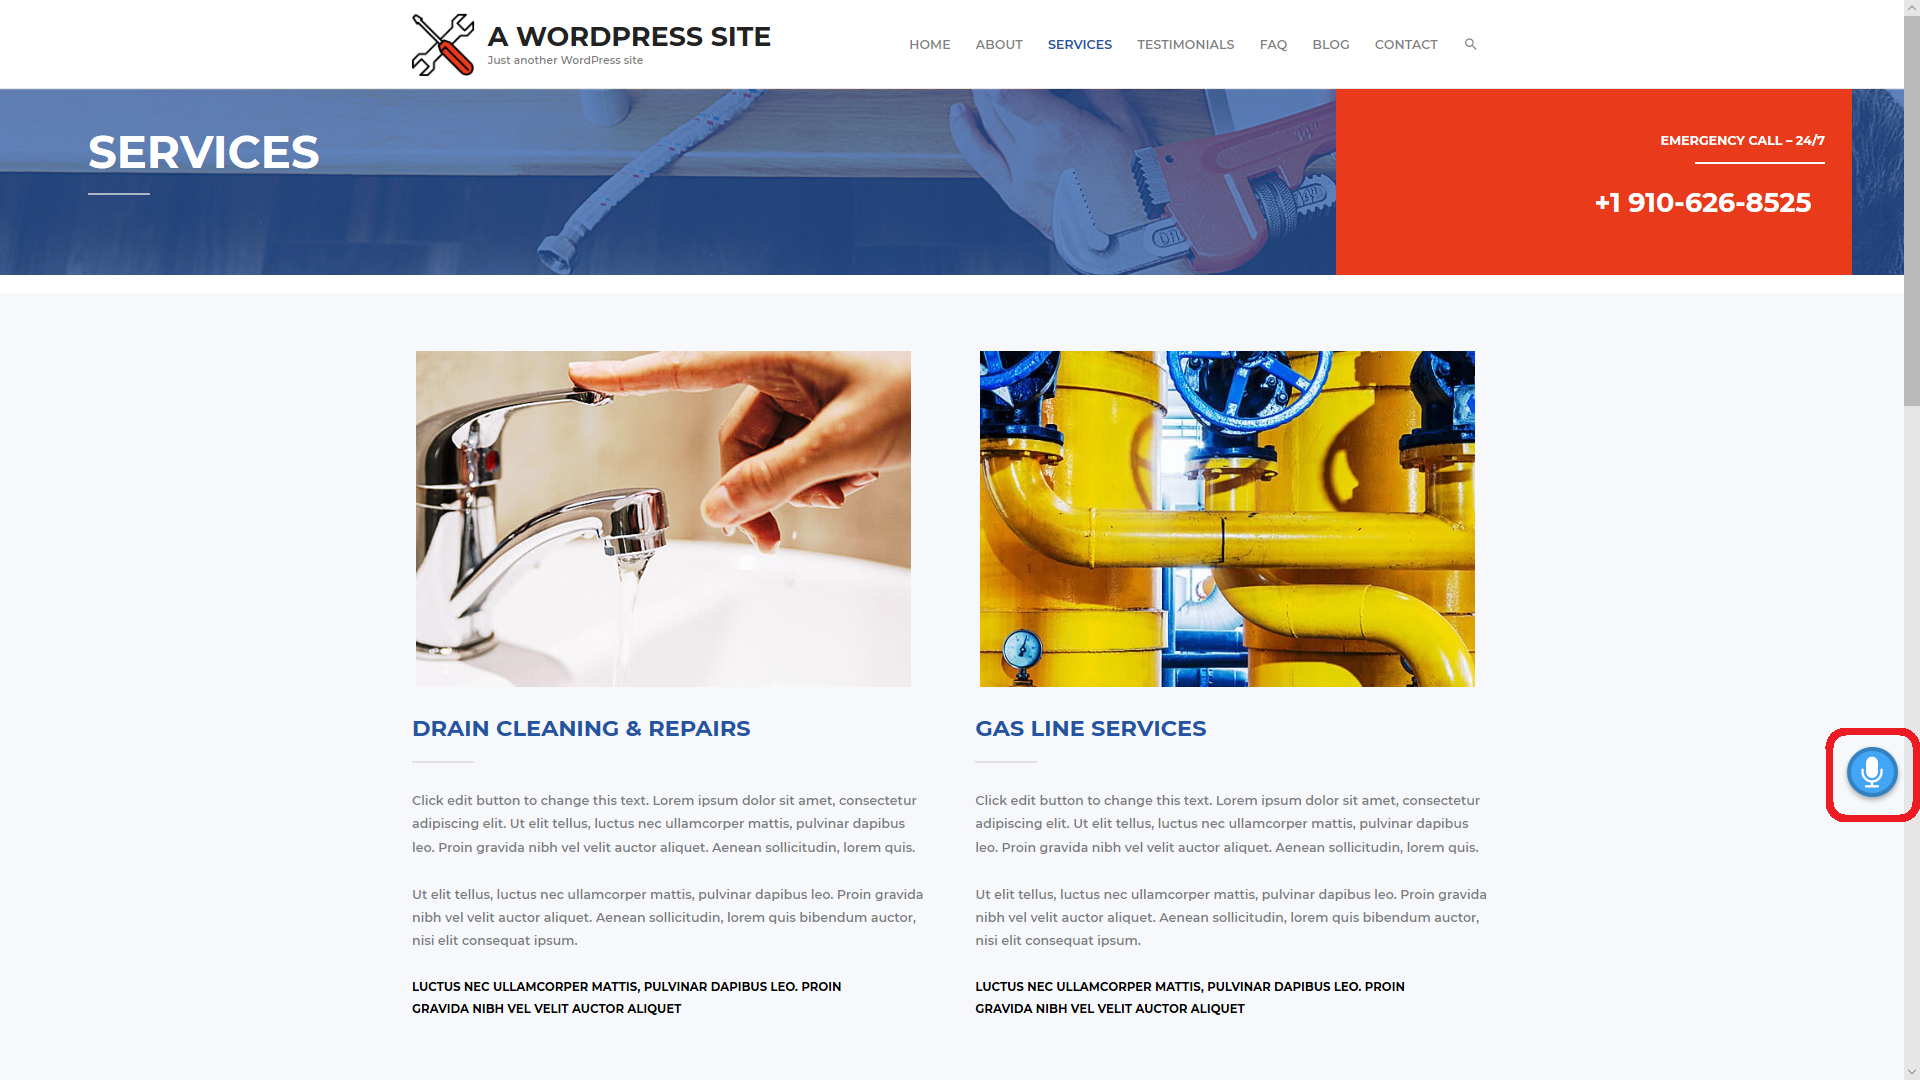 A WORDPRESS SITE
Just another WordPress site
HOME ABOUT SERVICES TESTIMONIALS FAQ BLOG CONTACT
SERVICES
EMERGENCY CALL – 24/7
+1 910-626-8525
DRAIN CLEANING & REPAIRS
Click edit button to change this text. Lorem ipsum dolor sit amet, consectetur
adipiscing elit. Ut elit tellus, luctus nec ullamcorper mattis, pulvinar dapibus
leo. Proin gravida nibh vel velit auctor aliquet. Aenean sollicitudin, lorem quis.
Ut elit tellus, luctus nec ullamcorper mattis, pulvinar dapibus leo. Proin gravida
nibh vel velit auctor aliquet. Aenean sollicitudin, lorem quis bibendum auctor,
nisi elit consequat ipsum.
LUCTUS NEC ULLAMCORPER MATTIS, PULVINAR DAPIBUS LEO. PROIN
GRAVIDA NIBH VEL VELIT AUCTOR ALIQUET
GAS LINE SERVICES
Click edit button to change this text. Lorem ipsum dolor sit amet, consectetur
adipiscing elit. Ut elit tellus, luctus nec ullamcorper mattis, pulvinar dapibus
leo. Proin gravida nibh vel velit auctor aliquet. Aenean sollicitudin, lorem quis.
Ut elit tellus, luctus nec ullamcorper mattis, pulvinar dapibus leo. Proin gravida
nibh vel velit auctor aliquet. Aenean sollicitudin, lorem quis bibendum auctor,
nisi elit consequat ipsum.
LUCTUS NEC ULLAMCORPER MATTIS, PULVINAR DAPIBUS LEO. PROIN
GRAVIDA NIBH VEL VELIT AUCTOR ALIQUET